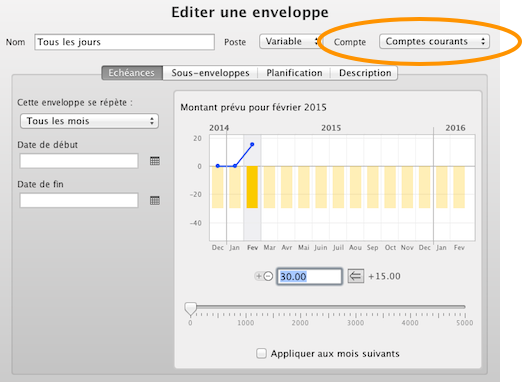 Editer une enveloppe
Nom Tous les jours Poste Variable Compte Comptes courants
Echéances Sous-enveloppes Planification Description
Cette enveloppe se répète :
Tous les mois
Date de début
Date de fin
Montant prévu pour février 2015
2014 2015 2016
20
0
-20
-40
Dec Jan Fev Mar Avr Mai Juin Juil Aou Sep Oct Nov Dec Jan Fev
30.00 +15.00
0 1000 2000 3000 4000 5000
Appliquer aux mois suivants